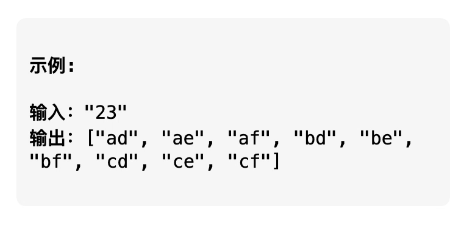 示例:
输入: "23"
输出: ["ad", "ae", "af", "bd", "be",
"bf", "cd", "ce", "cf"]